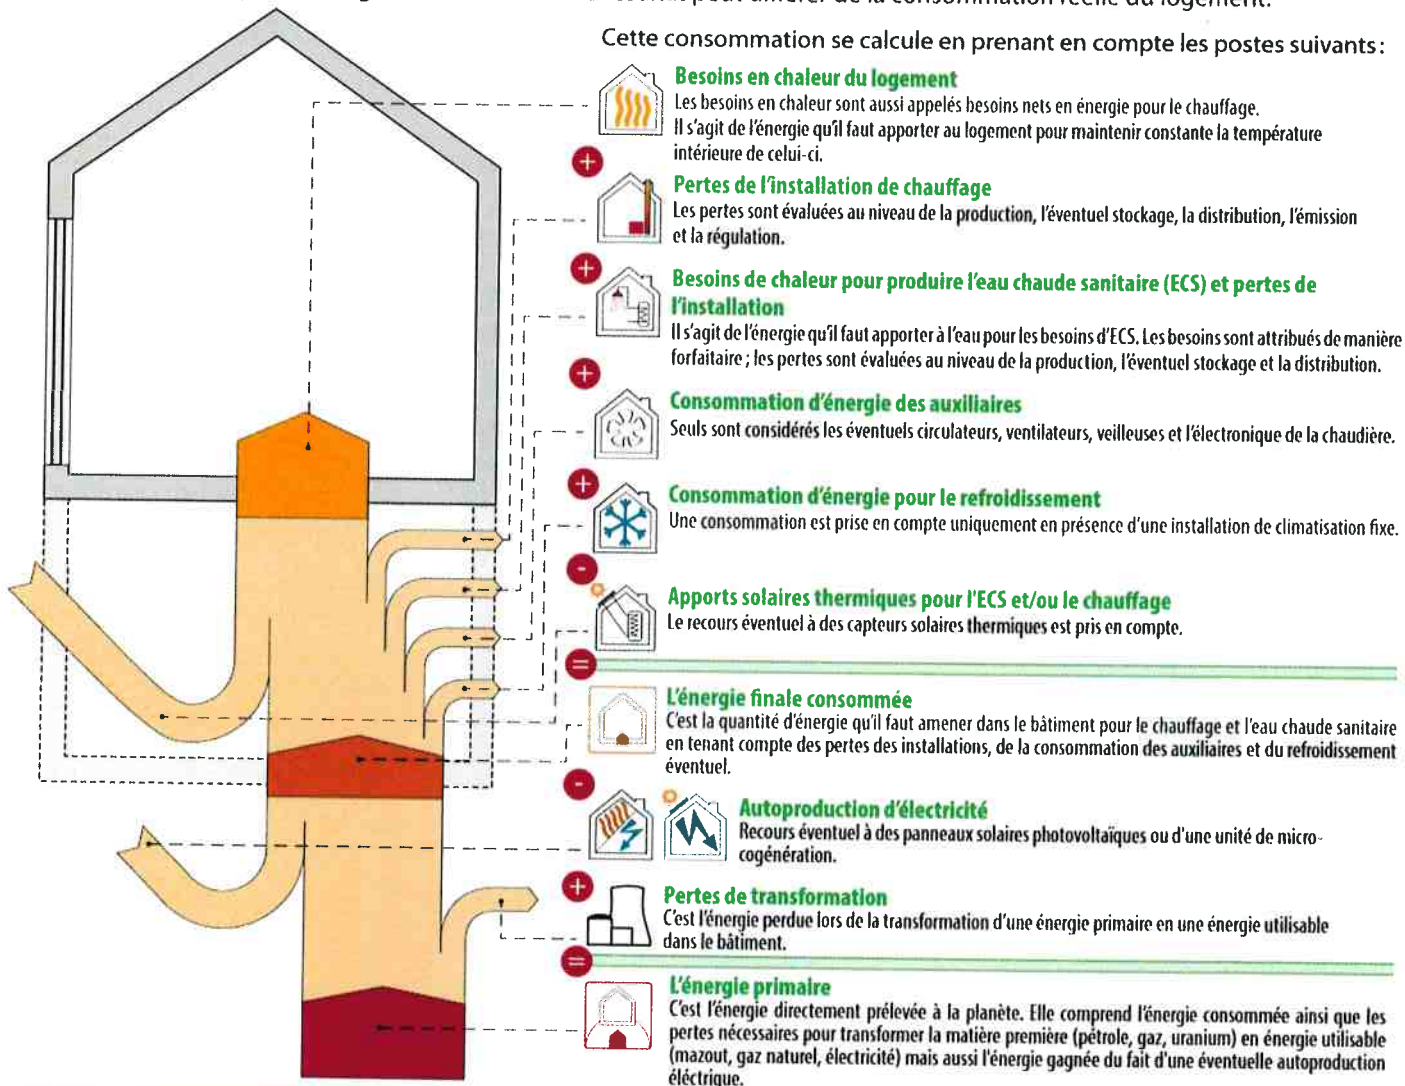 peut différer de la consommation réelle du logement.
Cette consommation se calcule en prenant en compte les postes suivants :
Besoins en chaleur du logement
Les besoins en chaleur sont aussi appelés besoins nets en énergie pour le chauffage.
Il s'agit de l'énergie qu'il faut apporter au logement pour maintenir constante la température
intérieure de celui-ci.
+
Pertes de l'installation de chauffage
Les pertes sont évaluées au niveau de la production, l'éventuel stockage, la distribution, l'émission
et la régulation.
+
Besoins de chaleur pour produire l'eau chaude sanitaire (ECS) et pertes de
l'installation
Il s'agit de l'énergie qu'il faut apporter à l'eau pour les besoins d'ECS. Les besoins sont attribués de manière
forfaitaire ; les pertes sont évaluées au niveau de la production, l'éventuel stockage et la distribution.
+
Consommation d'énergie des auxiliaires
Seuls sont considérés les éventuels circulateurs, ventilateurs, veilleuses et l'électronique de la chaudière.
+
Consommation d'énergie pour le refroidissement
Une consommation est prise en compte uniquement en présence d'une installation de climatisation fixe.
-
Apports solaires thermiques pour l'ECS et/ou le chauffage
Le recours éventuel à des capteurs solaires thermiques est pris en compte.
=
L'énergie finale consommée
C'est la quantité d'énergie qu'il faut amener dans le bâtiment pour le chauffage et l'eau chaude sanitaire
en tenant compte des pertes des installations, de la consommation des auxiliaires et du refroidissement
éventuel.
-
Autoproduction d'électricité
Recours éventuel à des panneaux solaires photovoltaïques ou d'une unité de micro-
cogénération.
+
Pertes de transformation
C'est l'énergie perdue lors de la transformation d'une énergie primaire en une énergie utilisable
dans le bâtiment.
=
L'énergie primaire
C'est l'énergie directement prélevée à la planète. Elle comprend l'énergie consommée ainsi que les
pertes nécessaires pour transformer la matière première (pétrole, gaz, uranium) en énergie utilisable
(mazout, gaz naturel, électricité) mais aussi l'énergie gagnée du fait d'une éventuelle autoproduction
éléctrique.